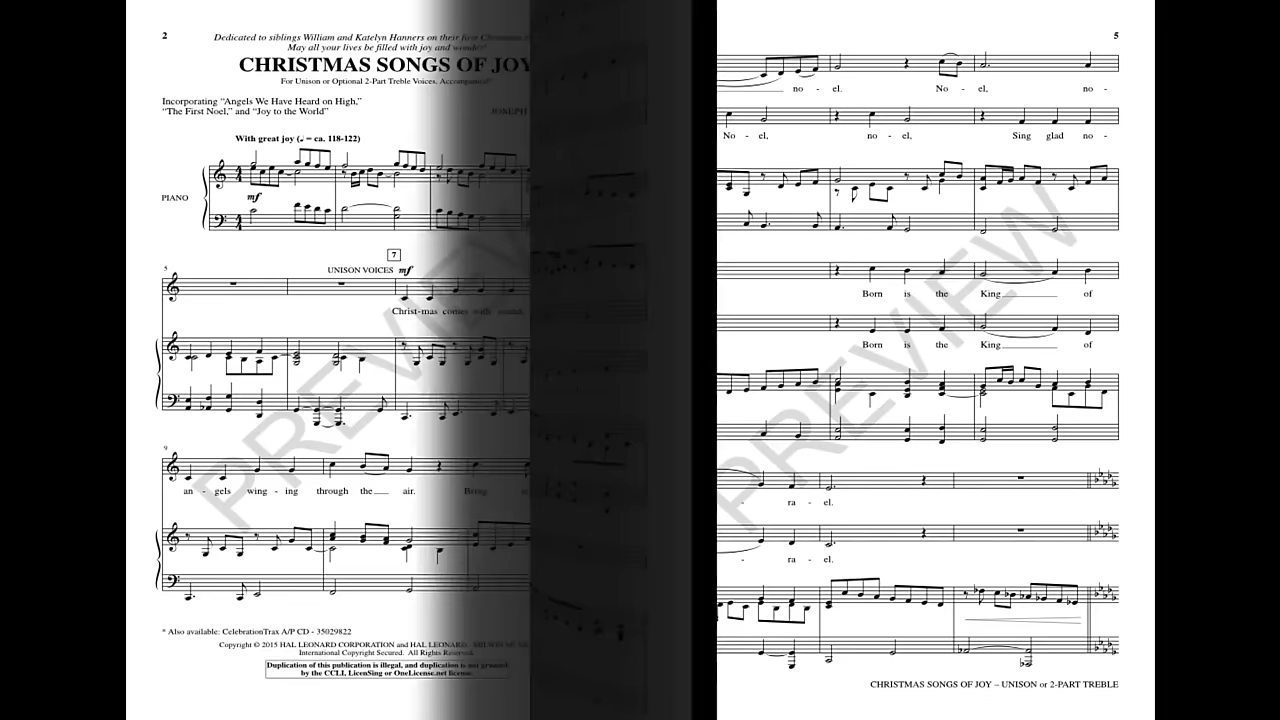 2
Dedicated to siblings William and Katelyn Hanners on their first Christmas
May all your lives be filled with joy and wonder!
CHRISTMAS SONGS OF JOY
For Unison or Optional 2-Part Treble Voices, Accompanied*
Incorporating “Angels We Have Heard on High,”
“The First Noel,” and “Joy to the World”
JOSEPH
With great joy (♩ = ca. 118-122)
PIANO
mf
7
5
UNISON VOICES mf
Christ-mas comes with
9
an - gels wing - ing through the air. Bring
* Also available: CelebrationTrax A/P CD - 35029822
Copyright © 2015 HAL LEONARD CORPORATION and HAL LEONARD
International Copyright Secured. All Rights Reserved
Duplication of this publication is illegal, and duplication is not granted
by the CCLI, LicenSing or OneLicense.net license.
PREVIEW
5
no - el. No - el, no -
No - el, no - el, Sing glad no -
Born is the King of
Born is the King of
- ra - el.
- ra - el.
PREVIEW
CHRISTMAS SONGS OF JOY – UNISON or 2-PART TREBLE